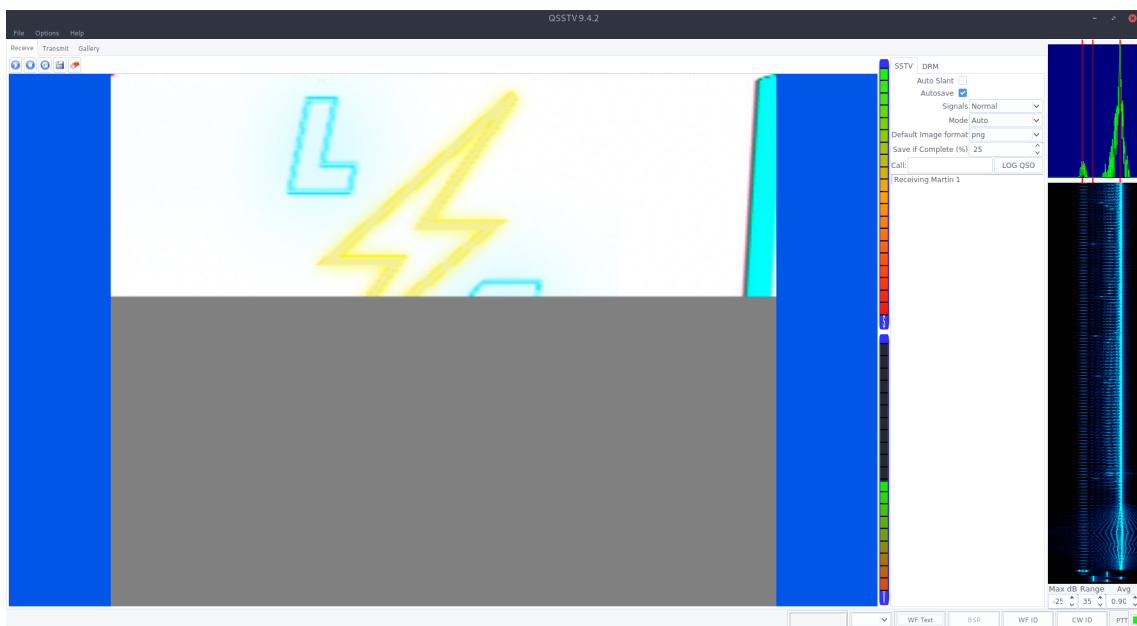 QSSTV 9.4.2
File Options Help
Receive Transmit Gallery
L
SSTV DRM
Auto Slant
Autosave
Signals Normal
Mode Auto
Default Image format png
Save if Complete (%) 25
Call: LOG QSO
Receiving Martin 1
Max dB Range Avg
-25 35 0.90
WF Text BSR WF ID CW ID PTT